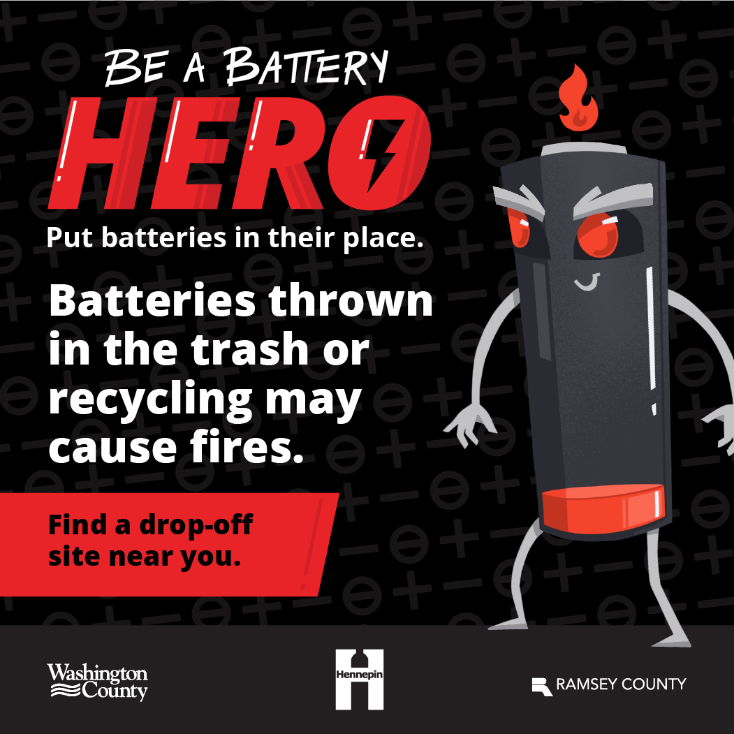 BE A BATTERY
HERO
Put batteries in their place.
Batteries thrown
in the trash or
recycling may
cause fires.
Find a drop-off
site near you.
Washington
County
Hennepin
RAMSEY COUNTY